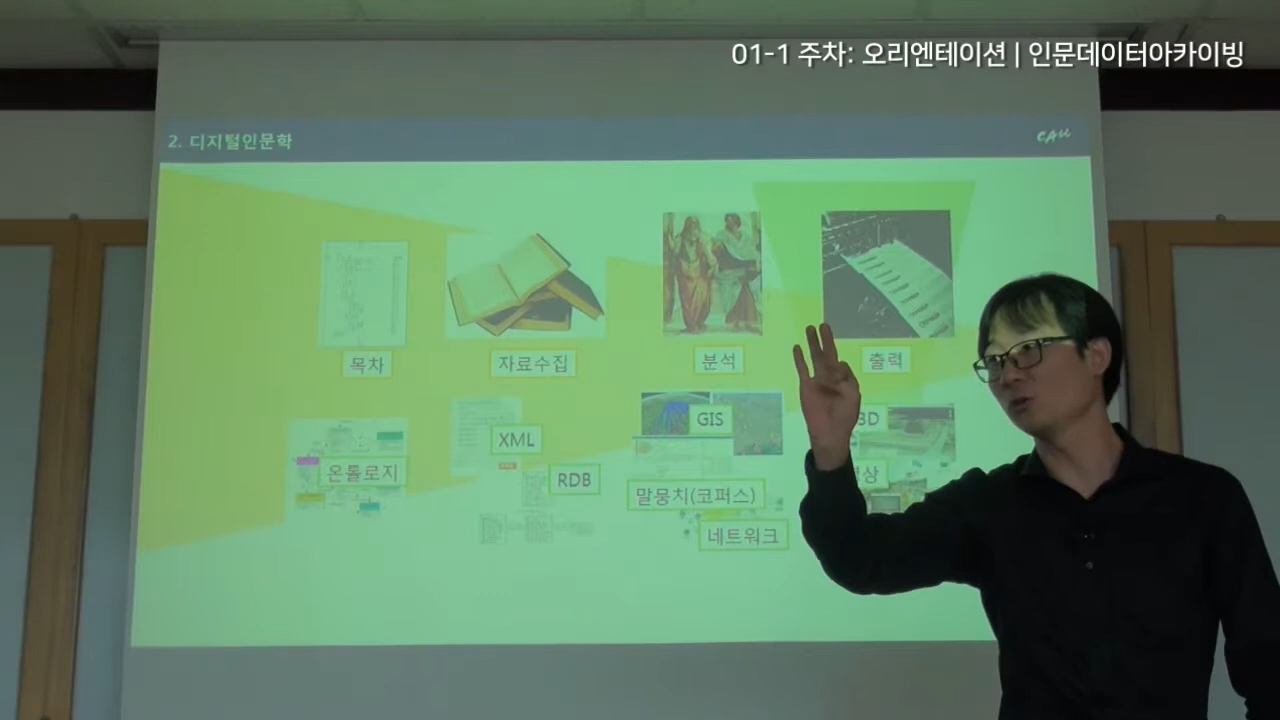 01-1 주차: 오리엔테이션 | 인문데이터아카이빙
2. 디지털인문학
CAU
목차
자료수집
분석
출력
온톨로지
XML
RDB
GIS
말뭉치(코퍼스)
네트워크